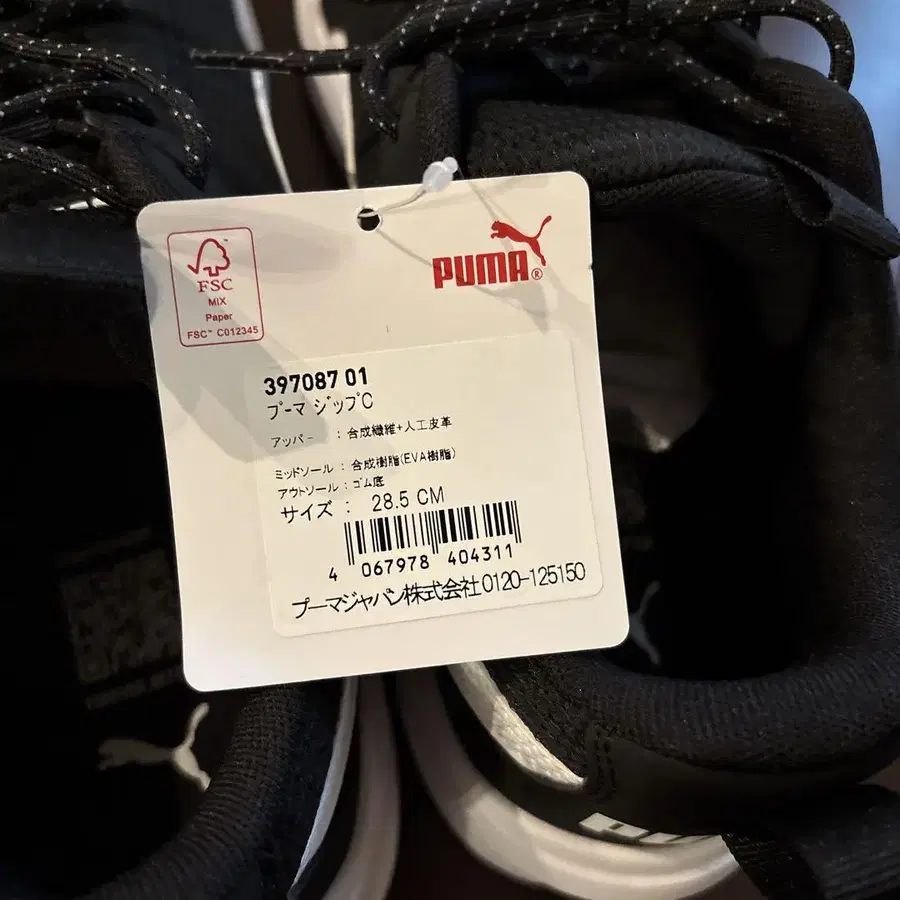 FSC
MIX
Paper
FSC™ C012345
PUMA®
397087 01
プーマ ジップC
アッパー : 合成繊維+人工皮革
ミッドソール : 合成樹脂(EVA樹脂)
アウトソール : ゴム底
サイズ : 28.5 CM
4 067978 404311
プーマジャパン株式会社 0120-125150